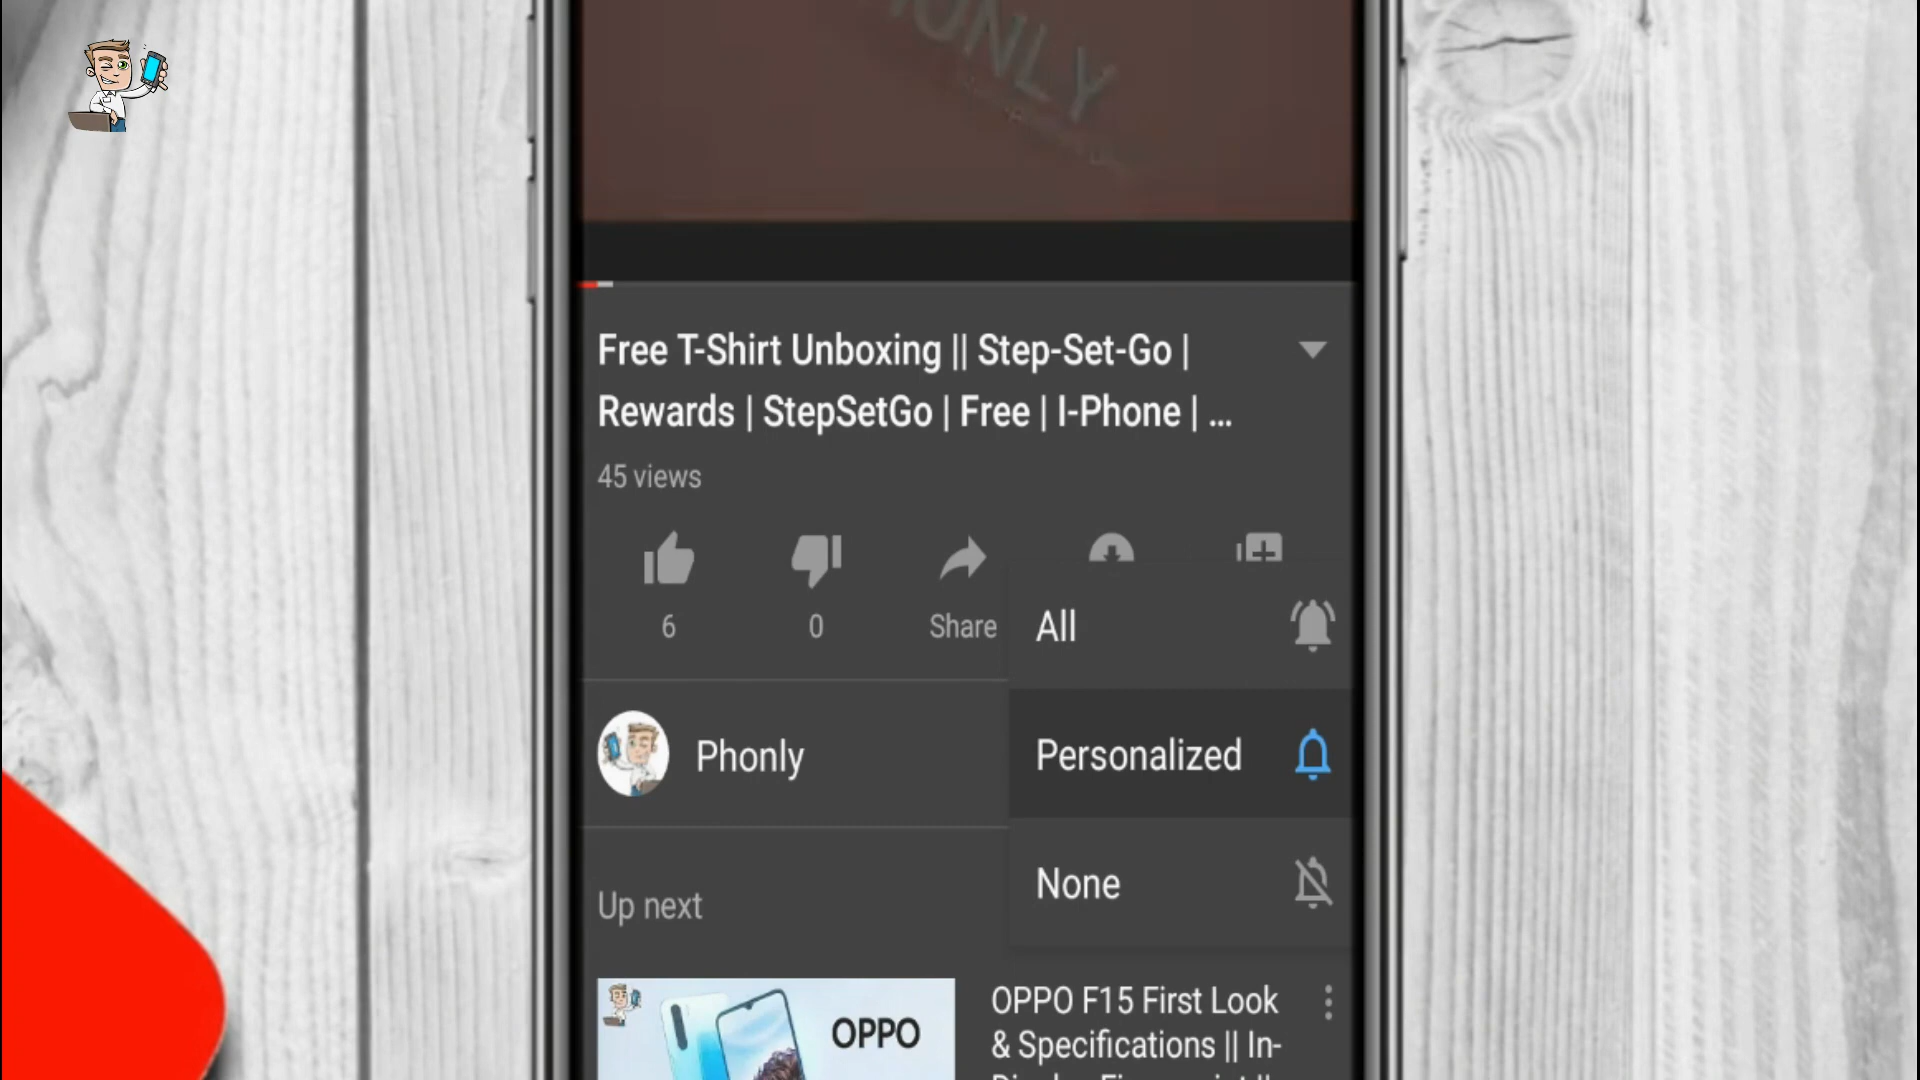 ONLY
Free T-Shirt Unboxing || Step-Set-Go |
Rewards | StepSetGo | Free | I-Phone | ...
45 views
6
0
Share
All
Phonly
Personalized
None
Up next
OPPO
OPPO F15 First Look
& Specifications || In-